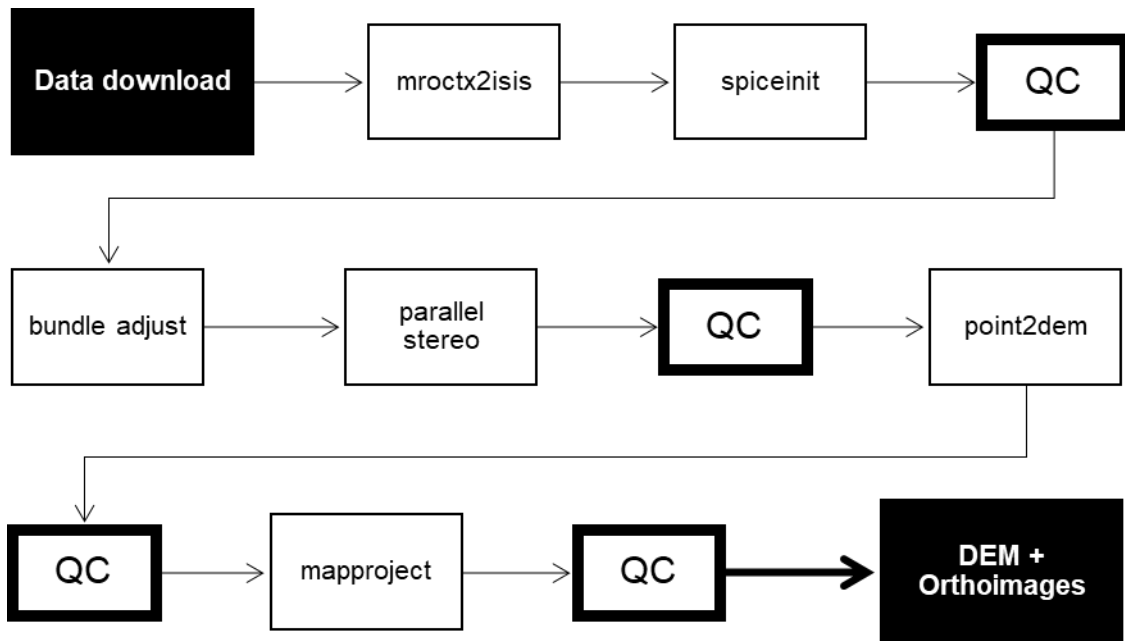 Data download
mroctx2isis
spiceinit
QC
bundle adjust
parallel
stereo
QC
point2dem
QC
mapproject
QC
DEM +
Orthoimages